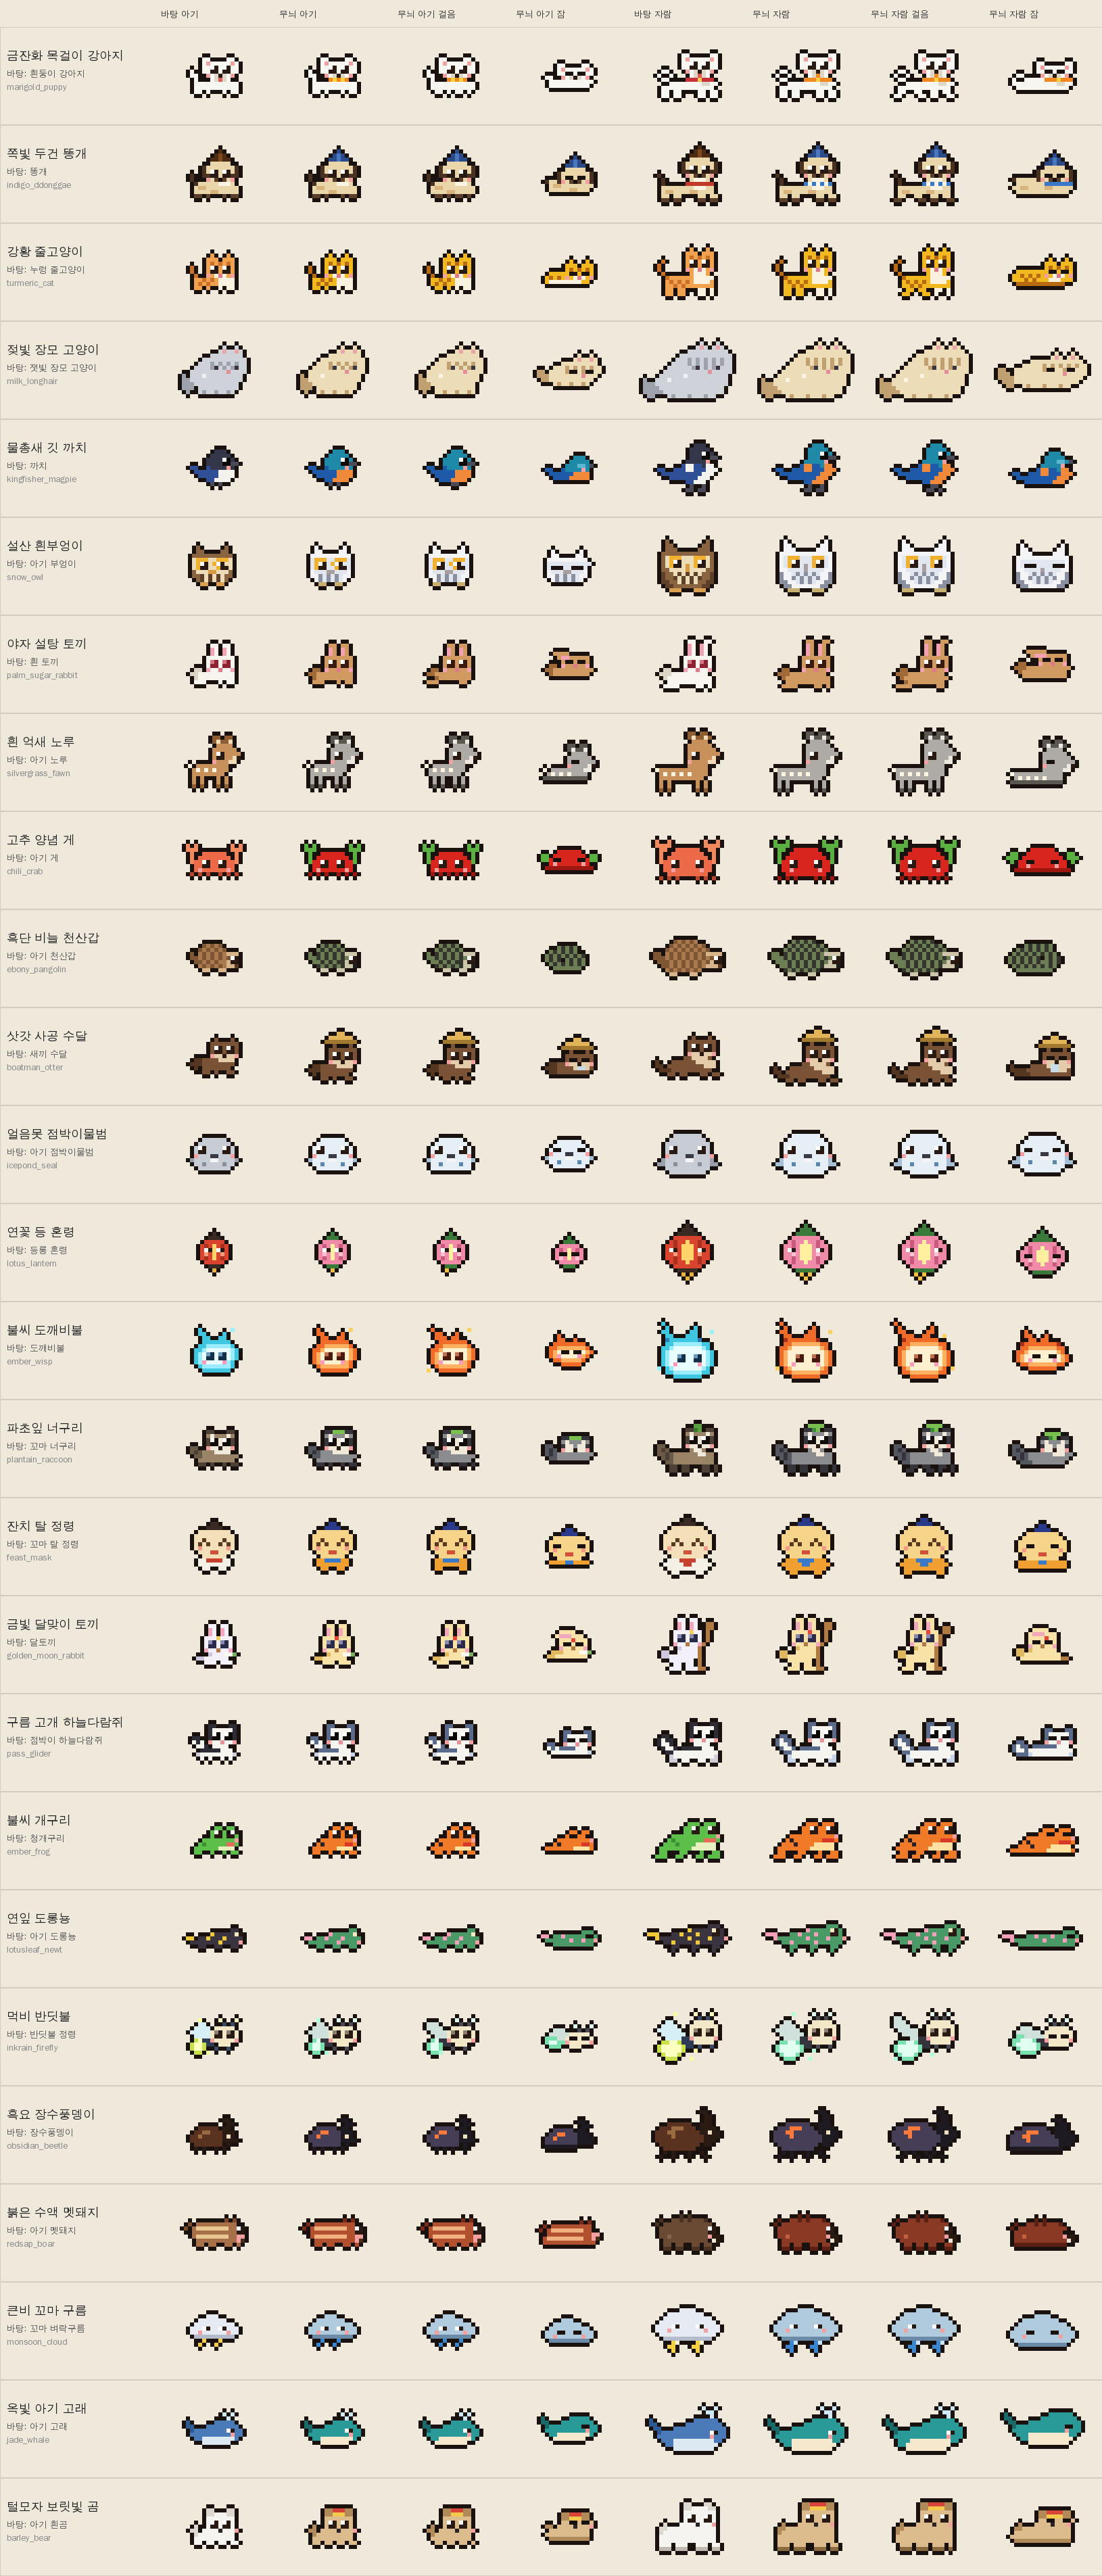 바탕 아기 무늬 아기 무늬 아기 걸음 무늬 아기 잠 바탕 자람 무늬 자람 무늬 자람 걸음 무늬 자람 잠
금잔화 목걸이 강아지
바탕: 흰둥이 강아지
marigold_puppy
쪽빛 두건 똥개
바탕: 똥개
indigo_ddonggae
강황 줄고양이
바탕: 누렁 줄고양이
turmeric_cat
젖빛 장모 고양이
바탕: 잿빛 장모 고양이
milk_longhair
물총새 깃 까치
바탕: 까치
kingfisher_magpie
설산 흰부엉이
바탕: 아기 부엉이
snow_owl
야자 설탕 토끼
바탕: 흰 토끼
palm_sugar_rabbit
흰 억새 노루
바탕: 아기 노루
silvergrass_fawn
고추 양념 게
바탕: 아기 게
chili_crab
흑단 비늘 천산갑
바탕: 아기 천산갑
ebony_pangolin
삿갓 사공 수달
바탕: 새끼 수달
boatman_otter
얼음못 점박이물범
바탕: 아기 점박이물범
icepond_seal
연꽃 등 혼령
바탕: 등롱 혼령
lotus_lantern
불씨 도깨비불
바탕: 도깨비불
ember_wisp
파초잎 너구리
바탕: 꼬마 너구리
plantain_raccoon
잔치 탈 정령
바탕: 꼬마 탈 정령
feast_mask
금빛 달맞이 토끼
바탕: 달토끼
golden_moon_rabbit
구름 고개 하늘다람쥐
바탕: 점박이 하늘다람쥐
pass_glider
불씨 개구리
바탕: 청개구리
ember_frog
연잎 도롱뇽
바탕: 아기 도롱뇽
lotusleaf_newt
먹비 반딧불
바탕: 반딧불 정령
inkrain_firefly
흑요 장수풍뎅이
바탕: 장수풍뎅이
obsidian_beetle
붉은 수액 멧돼지
바탕: 아기 멧돼지
redsap_boar
큰비 꼬마 구름
바탕: 꼬마 벼락구름
monsoon_cloud
옥빛 아기 고래
바탕: 아기 고래
jade_whale
털모자 보릿빛 곰
바탕: 아기 흰곰
barley_bear